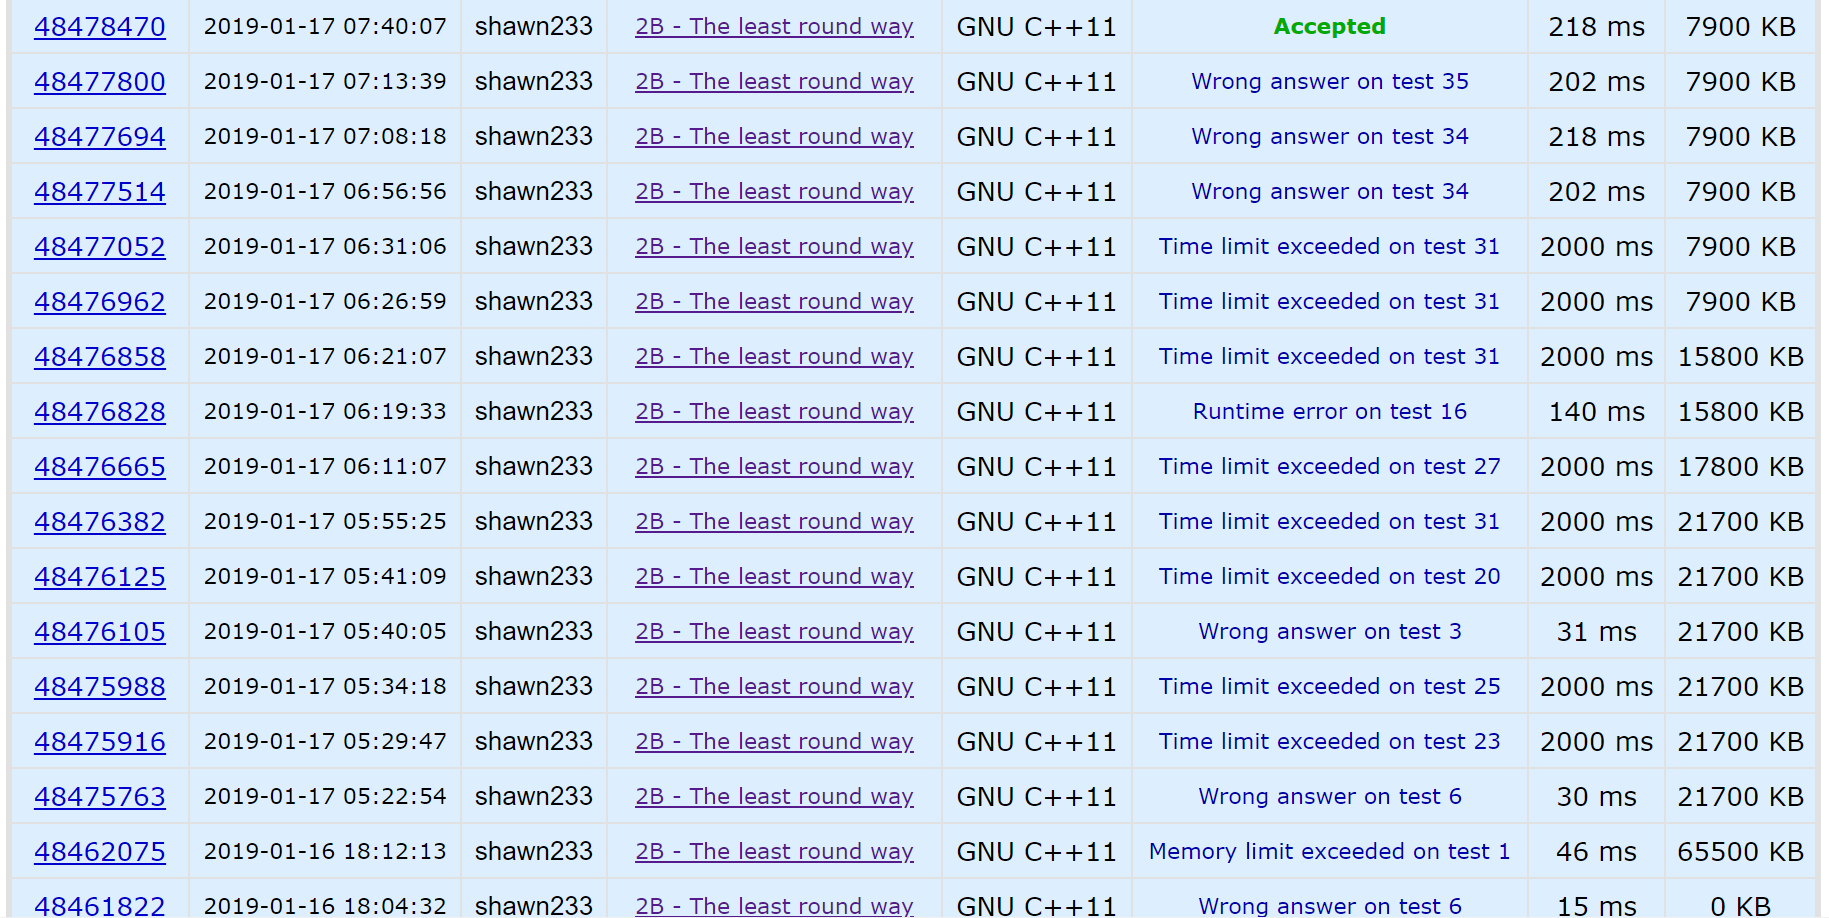 48478470 2019-01-17 07:40:07 shawn233 2B - The least round way GNU C++11 Accepted 218 ms 7900 KB
48477800 2019-01-17 07:13:39 shawn233 2B - The least round way GNU C++11 Wrong answer on test 35 202 ms 7900 KB
48477694 2019-01-17 07:08:18 shawn233 2B - The least round way GNU C++11 Wrong answer on test 34 218 ms 7900 KB
48477514 2019-01-17 06:56:56 shawn233 2B - The least round way GNU C++11 Wrong answer on test 34 202 ms 7900 KB
48477052 2019-01-17 06:31:06 shawn233 2B - The least round way GNU C++11 Time limit exceeded on test 31 2000 ms 7900 KB
48476962 2019-01-17 06:26:59 shawn233 2B - The least round way GNU C++11 Time limit exceeded on test 31 2000 ms 7900 KB
48476858 2019-01-17 06:21:07 shawn233 2B - The least round way GNU C++11 Time limit exceeded on test 31 2000 ms 15800 KB
48476828 2019-01-17 06:19:33 shawn233 2B - The least round way GNU C++11 Runtime error on test 16 140 ms 15800 KB
48476665 2019-01-17 06:11:07 shawn233 2B - The least round way GNU C++11 Time limit exceeded on test 27 2000 ms 17800 KB
48476382 2019-01-17 05:55:25 shawn233 2B - The least round way GNU C++11 Time limit exceeded on test 31 2000 ms 21700 KB
48476125 2019-01-17 05:41:09 shawn233 2B - The least round way GNU C++11 Time limit exceeded on test 20 2000 ms 21700 KB
48476105 2019-01-17 05:40:05 shawn233 2B - The least round way GNU C++11 Wrong answer on test 3 31 ms 21700 KB
48475988 2019-01-17 05:34:18 shawn233 2B - The least round way GNU C++11 Time limit exceeded on test 25 2000 ms 21700 KB
48475916 2019-01-17 05:29:47 shawn233 2B - The least round way GNU C++11 Time limit exceeded on test 23 2000 ms 21700 KB
48475763 2019-01-17 05:22:54 shawn233 2B - The least round way GNU C++11 Wrong answer on test 6 30 ms 21700 KB
48462075 2019-01-16 18:12:13 shawn233 2B - The least round way GNU C++11 Memory limit exceeded on test 1 46 ms 65500 KB
48461822 2019-01-16 18:04:32 shawn233 2B - The least round way GNU C++11 Wrong answer on test 6 15 ms 0 KB